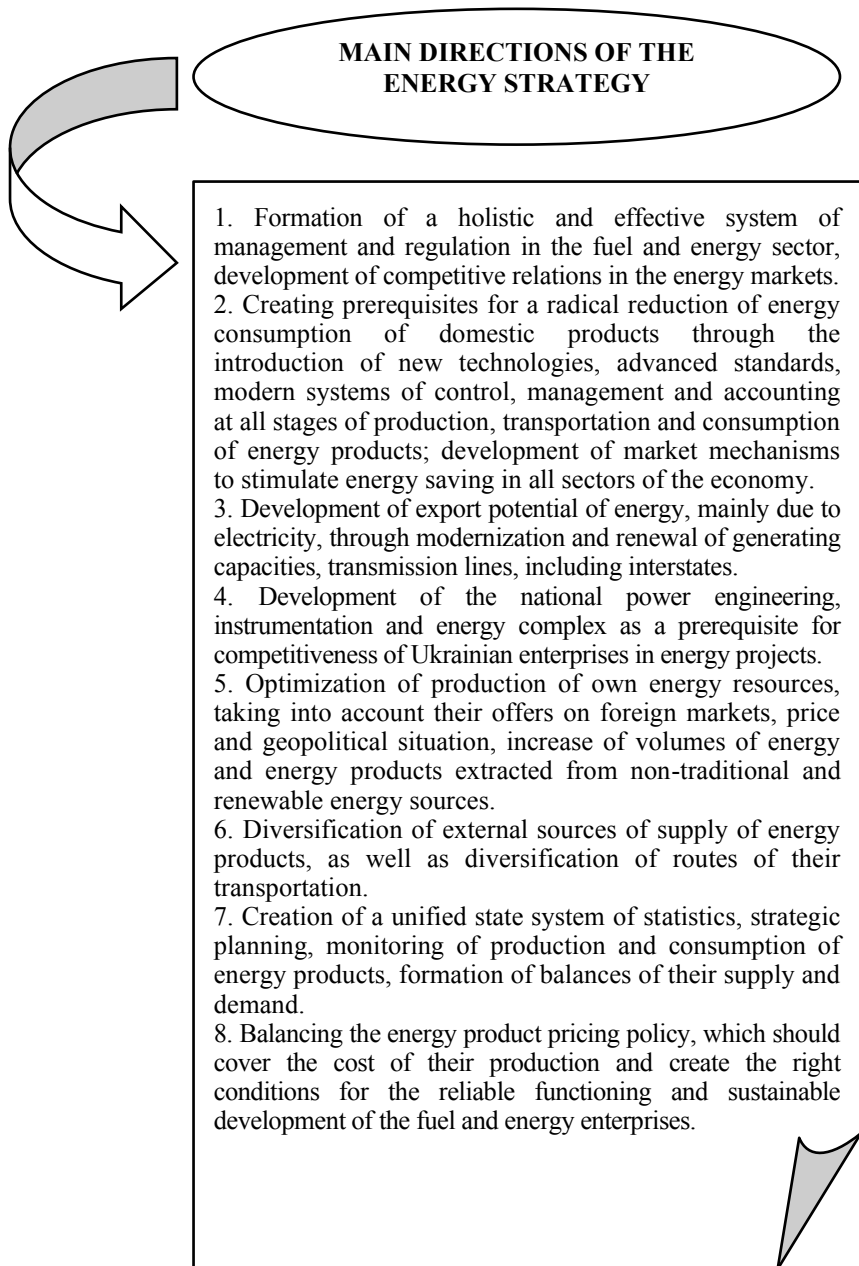 MAIN DIRECTIONS OF THE
ENERGY STRATEGY
1. Formation of a holistic and effective system of
management and regulation in the fuel and energy sector,
development of competitive relations in the energy markets.
2. Creating prerequisites for a radical reduction of energy
consumption of domestic products through the
introduction of new technologies, advanced standards,
modern systems of control, management and accounting
at all stages of production, transportation and consumption
of energy products; development of market mechanisms
to stimulate energy saving in all sectors of the economy.
3. Development of export potential of energy, mainly due to
electricity, through modernization and renewal of generating
capacities, transmission lines, including interstates.
4. Development of the national power engineering,
instrumentation and energy complex as a prerequisite for
competitiveness of Ukrainian enterprises in energy projects.
5. Optimization of production of own energy resources,
taking into account their offers on foreign markets, price
and geopolitical situation, increase of volumes of energy
and energy products extracted from non-traditional and
renewable energy sources.
6. Diversification of external sources of supply of energy
products, as well as diversification of routes of their
transportation.
7. Creation of a unified state system of statistics, strategic
planning, monitoring of production and consumption of
energy products, formation of balances of their supply and
demand.
8. Balancing the energy product pricing policy, which should
cover the cost of their production and create the right
conditions for the reliable functioning and sustainable
development of the fuel and energy enterprises.